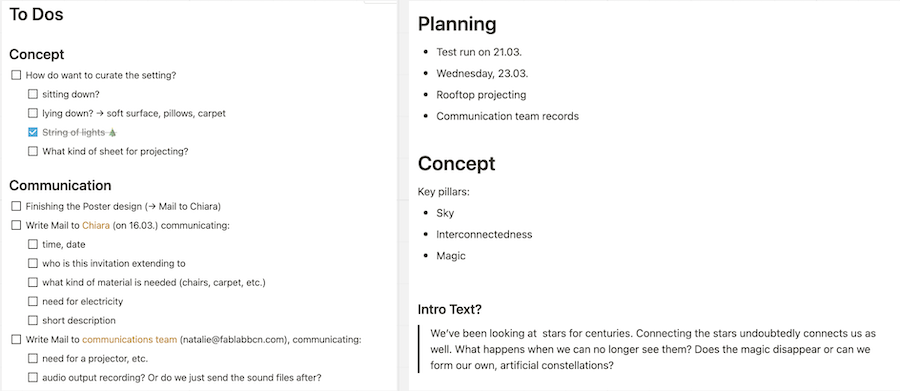 To Dos
Concept
How do want to curate the setting?
sitting down?
lying down? → soft surface, pillows, carpet
String of lights 🎄
What kind of sheet for projecting?
Communication
Finishing the Poster design (→ Mail to Chiara)
Write Mail to Chiara (on 16.03.) communicating:
time, date
who is this invitation extending to
what kind of material is needed (chairs, carpet, etc.)
need for electricity
short description
Write Mail to communications team (natalie@fablabbcn.com), communicating:
need for a projector, etc.
audio output recording? Or do we just send the sound files after?
Planning
• Test run on 21.03.
• Wednesday, 23.03.
• Rooftop projecting
• Communication team records
Concept
Key pillars:
• Sky
• Interconnectedness
• Magic
Intro Text?
We've been looking at stars for centuries. Connecting the stars undoubtedly connects us as
well. What happens when we can no longer see them? Does the magic disappear or can we
form our own, artificial constellations?